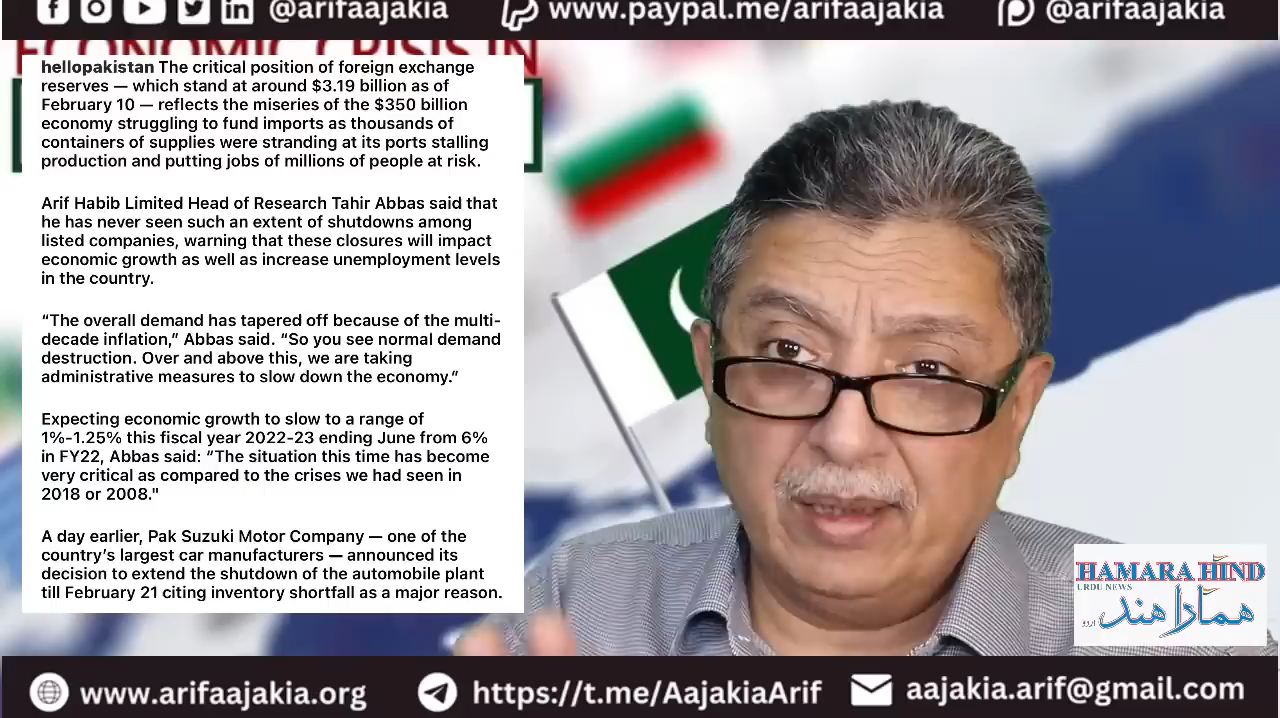 @arifaajakia www.paypal.me/arifaajakia @arifaajakia
ECONOMIC CRISIS IN
hellopakistan The critical position of foreign exchange
reserves — which stand at around $3.19 billion as of
February 10 — reflects the miseries of the $350 billion
economy struggling to fund imports as thousands of
containers of supplies were stranding at its ports stalling
production and putting jobs of millions of people at risk.
Arif Habib Limited Head of Research Tahir Abbas said that
he has never seen such an extent of shutdowns among
listed companies, warning that these closures will impact
economic growth as well as increase unemployment levels
in the country.
“The overall demand has tapered off because of the multi-
decade inflation,” Abbas said. “So you see normal demand
destruction. Over and above this, we are taking
administrative measures to slow down the economy.”
Expecting economic growth to slow to a range of
1%-1.25% this fiscal year 2022-23 ending June from 6%
in FY22, Abbas said: “The situation this time has become
very critical as compared to the crises we had seen in
2018 or 2008."
A day earlier, Pak Suzuki Motor Company — one of the
country’s largest car manufacturers — announced its
decision to extend the shutdown of the automobile plant
till February 21 citing inventory shortfall as a major reason.
HAMARA HIND
URDU NEWS
ہمارا ہند
اردو
www.arifaajakia.org https://t.me/AajakiaArif aajakia.arif@gmail.com